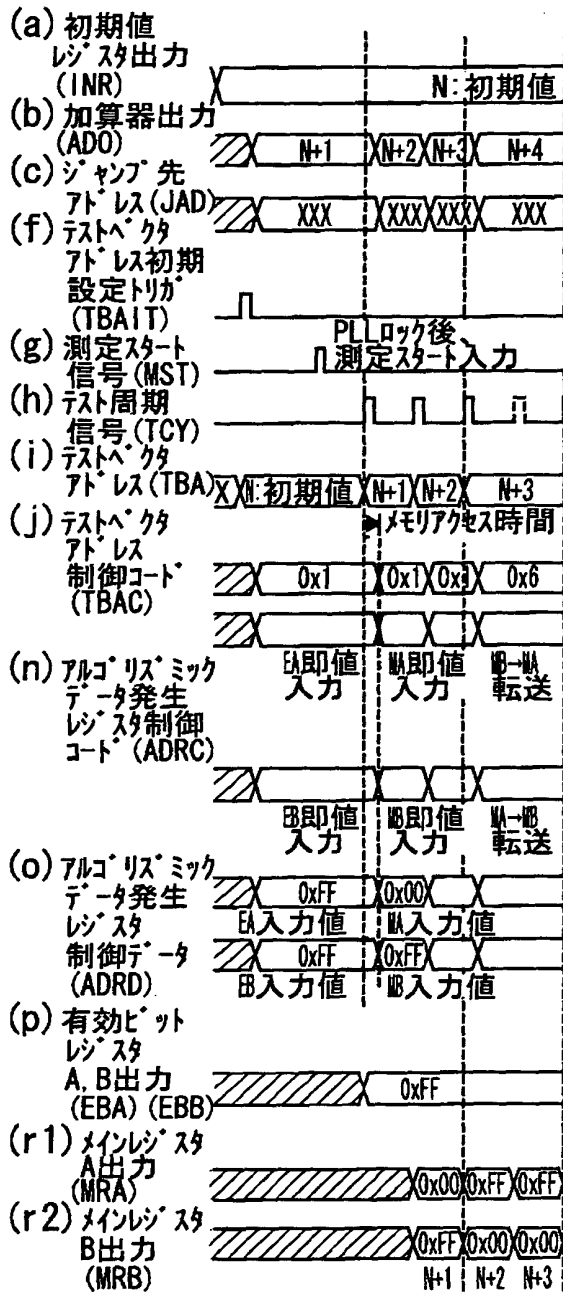 (a) 初期値
レジスタ出力
(INR)
N:初期値
(b) 加算器出力
(ADO)
N+1 N+2 N+3 N+4
(c) ジャンプ先
アドレス(JAD)
XXX XXX XXX XXX
(f) テストベクタ
アドレス初期
設定トリガ
(TBAIT)
(g) 測定スタート
信号(MST)
PLLロック後、
測定スタート入力
(h) テスト周期
信号(TCY)
(i) テストベクタ
アドレス(TBA)
X N:初期値 N+1 N+2 N+3
(j) テストベクタ
アドレス
制御コード
(TBAC)
メモリアクセス時間
0x1 0x1 0x 0x6
(n) アルゴリズミック
データ発生
レジスタ制御
コード(ADRC)
EA即値
入力
MA即値
入力
MB→MA
転送
EB即値
入力
MB即値
入力
MA→MB
転送
(o) アルゴリズミック
データ発生
レジスタ
制御データ
(ADRD)
0xFF 0x00
EA入力値 MA入力値
0xFF 0xFF
EB入力値 MB入力値
(p) 有効ビット
レジスタ
A,B出力
(EBA)(EBB)
0xFF
(r1) メインレジスタ
A出力
(MRA)
0x00 0xFF 0xFF
(r2) メインレジスタ
B出力
(MRB)
0xFF 0x00 0x00
N+1 N+2 N+3